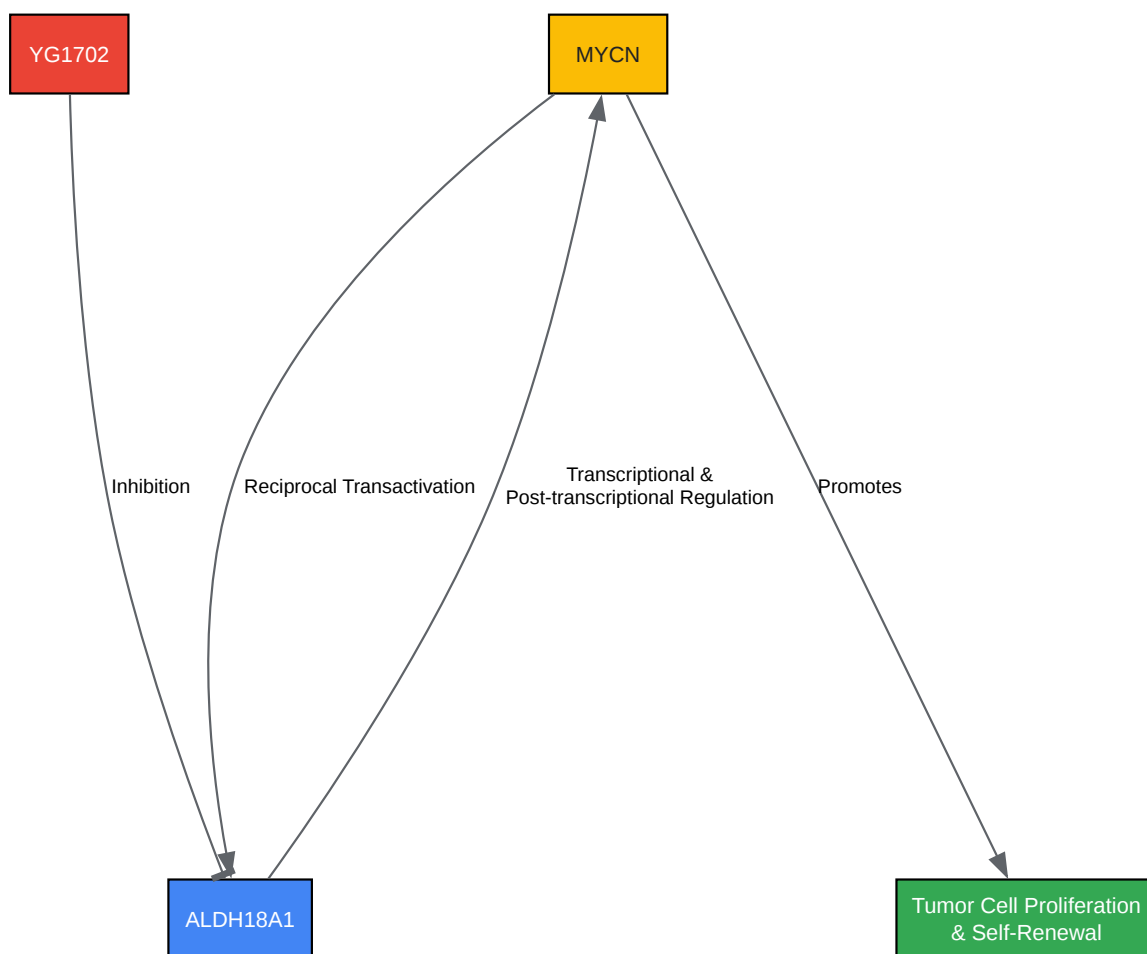 YG1702
MYCN
Inhibition
Reciprocal Transactivation
Transcriptional &
Post-transcriptional Regulation
Promotes
ALDH18A1
Tumor Cell Proliferation
& Self-Renewal